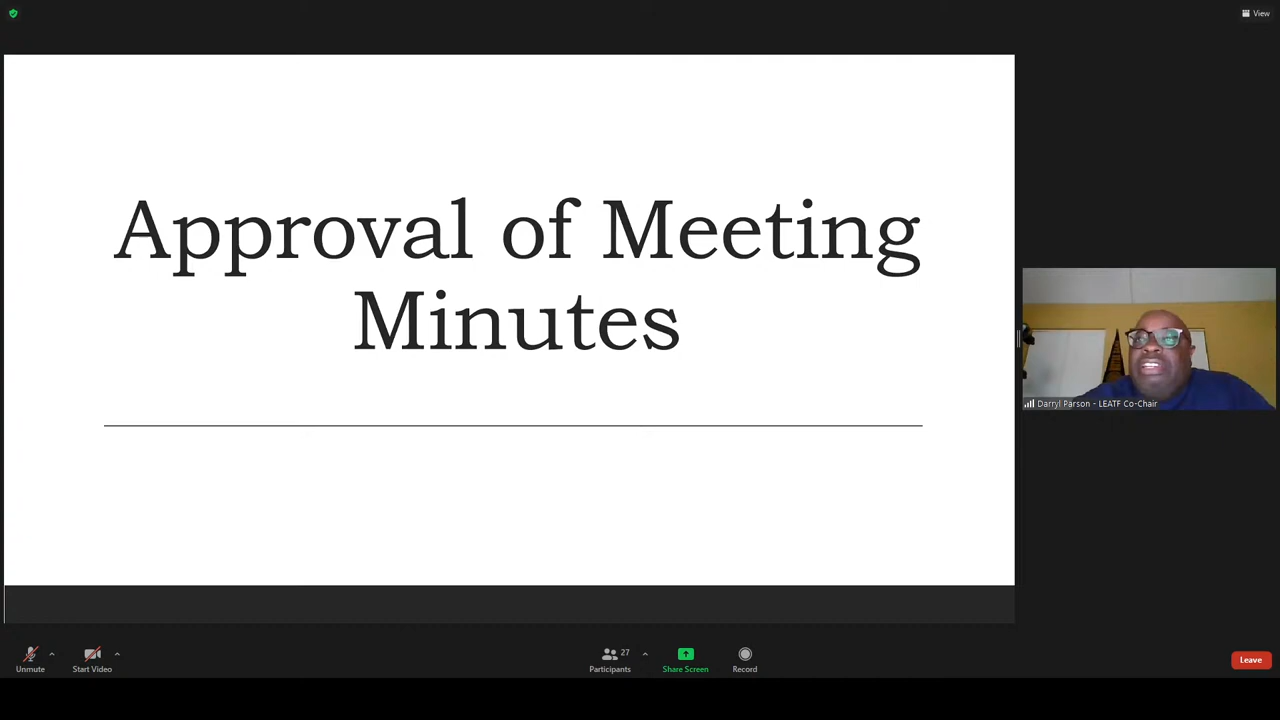 View
Approval of Meeting
Minutes
Darryl Parson - LEATF Co-Chair
Unmute
Start Video
27
Participants
Share Screen
Record
Leave